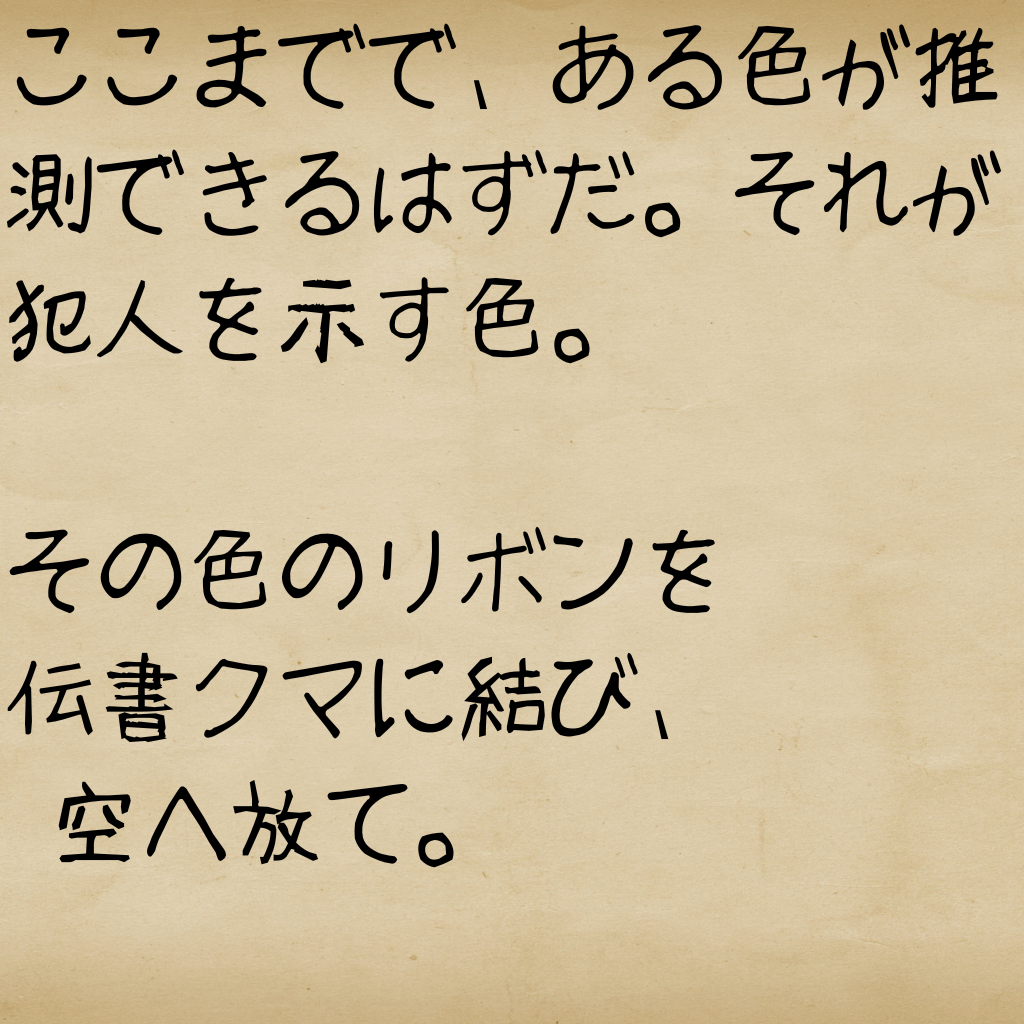 ここまでで、ある色が推
測できるはずだ。それが
犯人を示す色。
その色のリボンを
伝書クマに結び、
空へ放て。